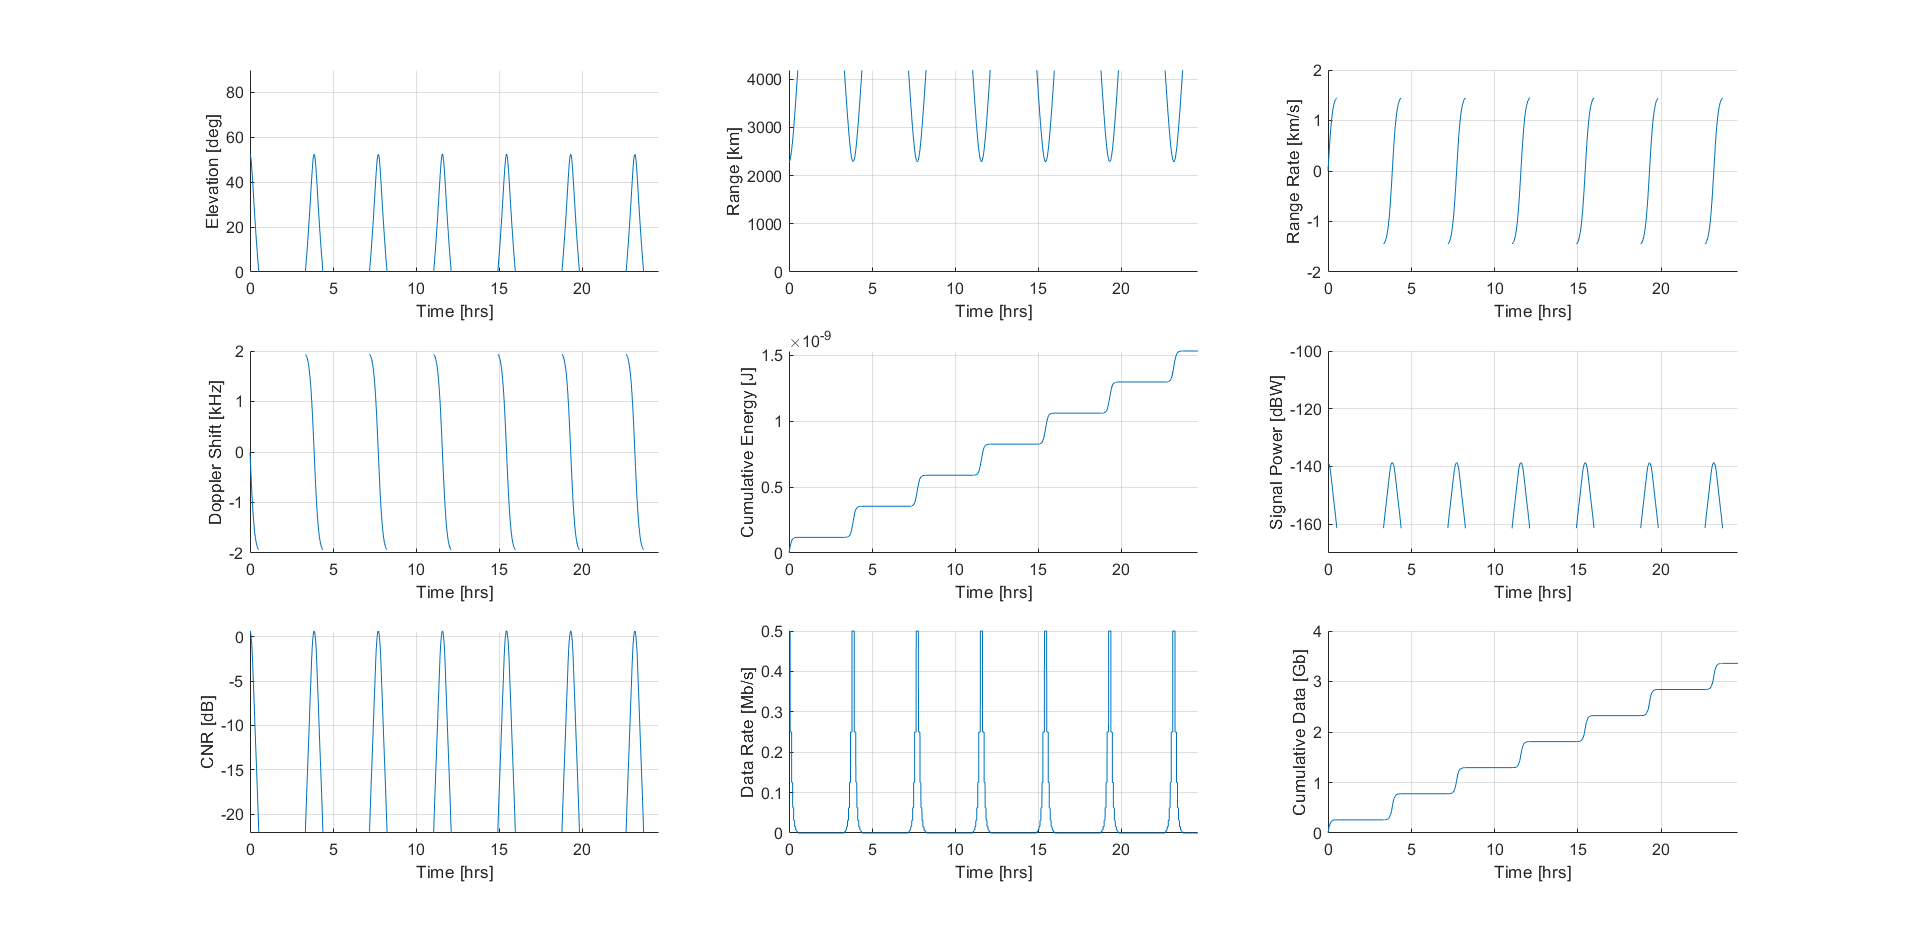 Elevation [deg]
80
60
40
20
0
0 5 10 15 20
Time [hrs]
Range [km]
4000
3000
2000
1000
0
0 5 10 15 20
Time [hrs]
Range Rate [km/s]
2
1
0
-1
-2
0 5 10 15 20
Time [hrs]
Doppler Shift [kHz]
2
1
0
-1
-2
0 5 10 15 20
Time [hrs]
×10-9
Cumulative Energy [J]
1.5
1
0.5
0
0 5 10 15 20
Time [hrs]
Signal Power [dBW]
-100
-120
-140
-160
0 5 10 15 20
Time [hrs]
CNR [dB]
0
-5
-10
-15
-20
0 5 10 15 20
Time [hrs]
Data Rate [Mb/s]
0.5
0.4
0.3
0.2
0.1
0
0 5 10 15 20
Time [hrs]
Cumulative Data [Gb]
4
3
2
1
0
0 5 10 15 20
Time [hrs]